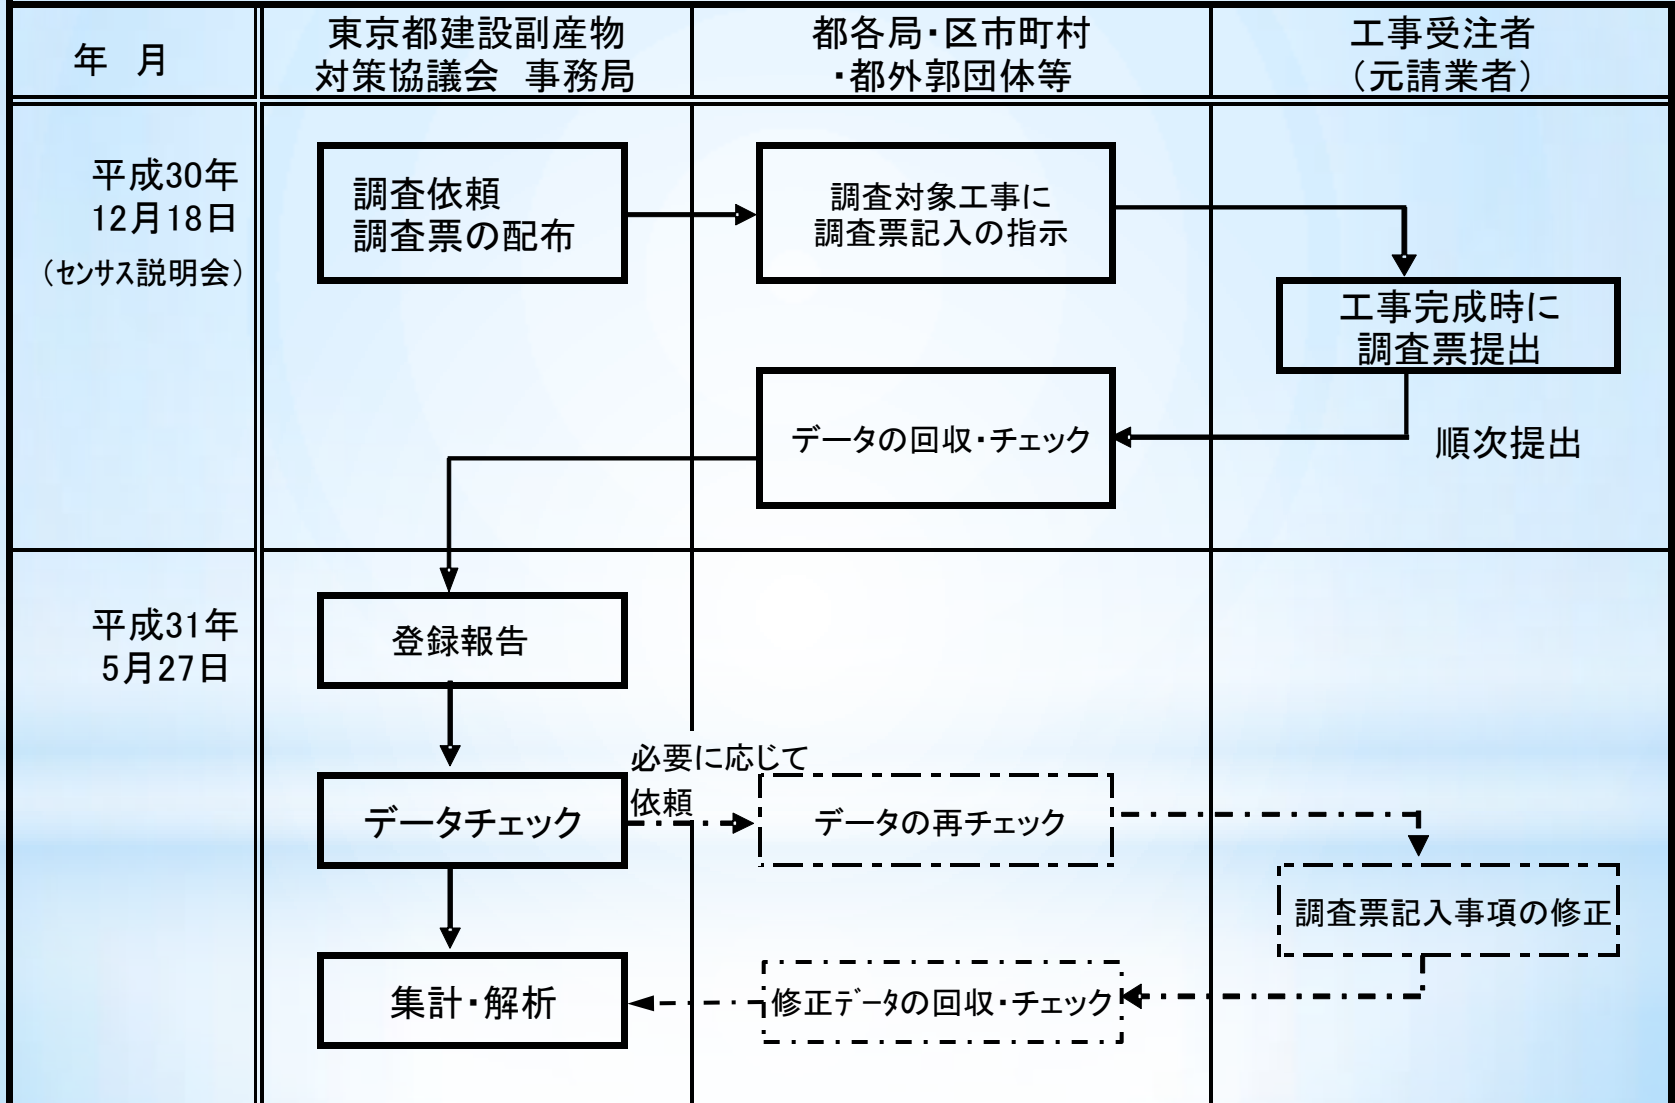 年　月
東京都建設副産物
対策協議会　事務局
都各局・区市町村
・都外郭団体等
工事受注者
（元請業者）
平成30年
12月18日
（センサス説明会）
調査依頼
調査票の配布
調査対象工事に
調査票記入の指示
工事完成時に
調査票提出
データの回収・チェック
順次提出
平成31年
5月27日
登録報告
必要に応じて
依頼
データチェック
データの再チェック
調査票記入事項の修正
集計・解析
修正データの回収・チェック